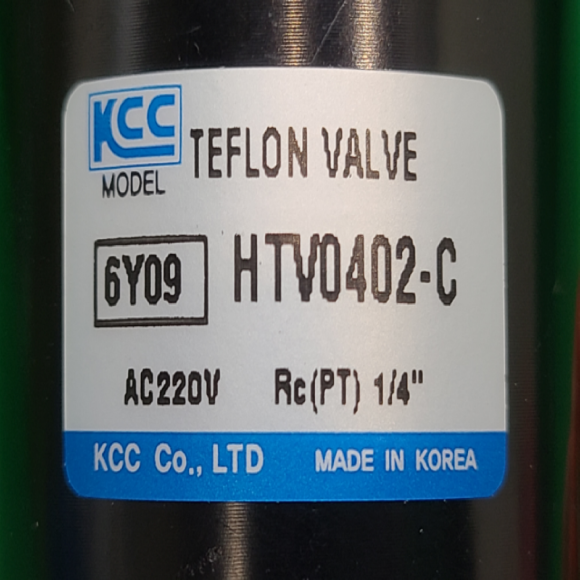 KCC TEFLON VALVE
MODEL
6Y09 HTV0402-C
AC220V Rc(PT) 1/4"
KCC Co., LTD MADE IN KOREA